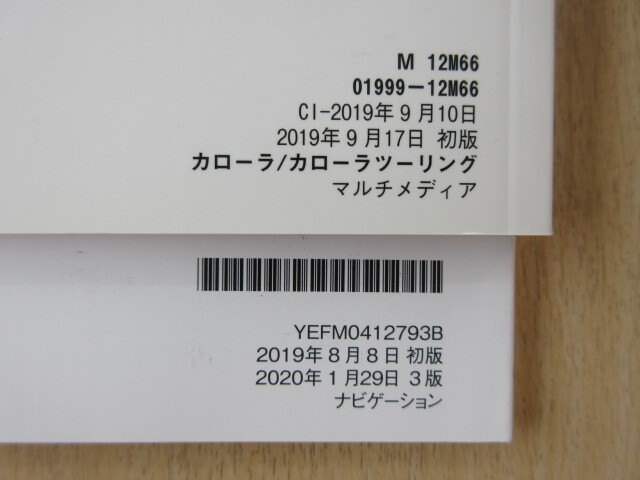 M 12M66
01999－12M66
CI-2019年9月10日
2019年9月17日 初版
カローラ/カローラツーリング
マルチメディア
YEFM0412793B
2019年8月8日 初版
2020年1月29日 3版
ナビゲーション